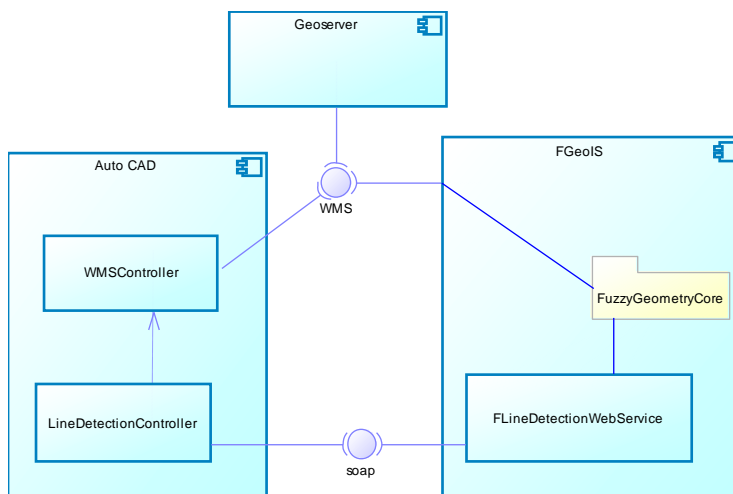 Geoserver
Auto CAD
FGeoIS
WMS
WMSController
FuzzyGeometryCore
LineDetectionController
FLineDetectionWebService
soap